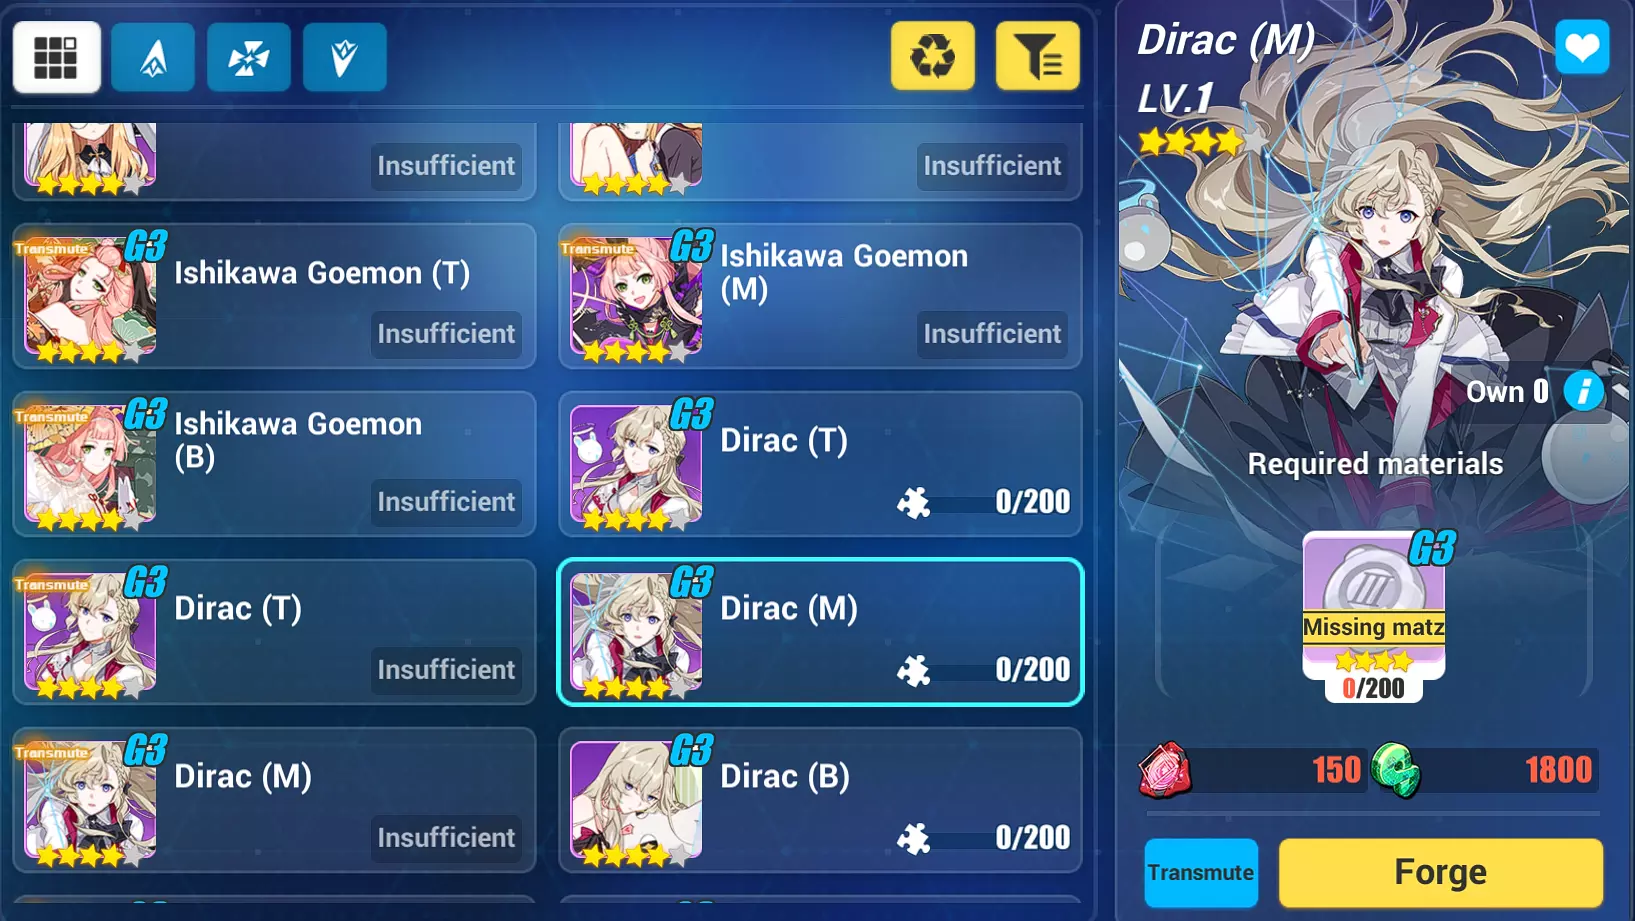 Insufficient
Insufficient
Transmute
G3
Ishikawa Goemon (T)
Insufficient
Transmute
G3
Ishikawa Goemon
(M)
Insufficient
Transmute
G3
Ishikawa Goemon
(B)
Insufficient
G3
Dirac (T)
0/200
Transmute
G3
Dirac (T)
Insufficient
G3
Dirac (M)
0/200
Transmute
G3
Dirac (M)
Insufficient
G3
Dirac (B)
0/200
Dirac (M)
LV.1
Own 0
i
Required materials
G3
III
Missing matz
0/200
150
1800
Transmute
Forge